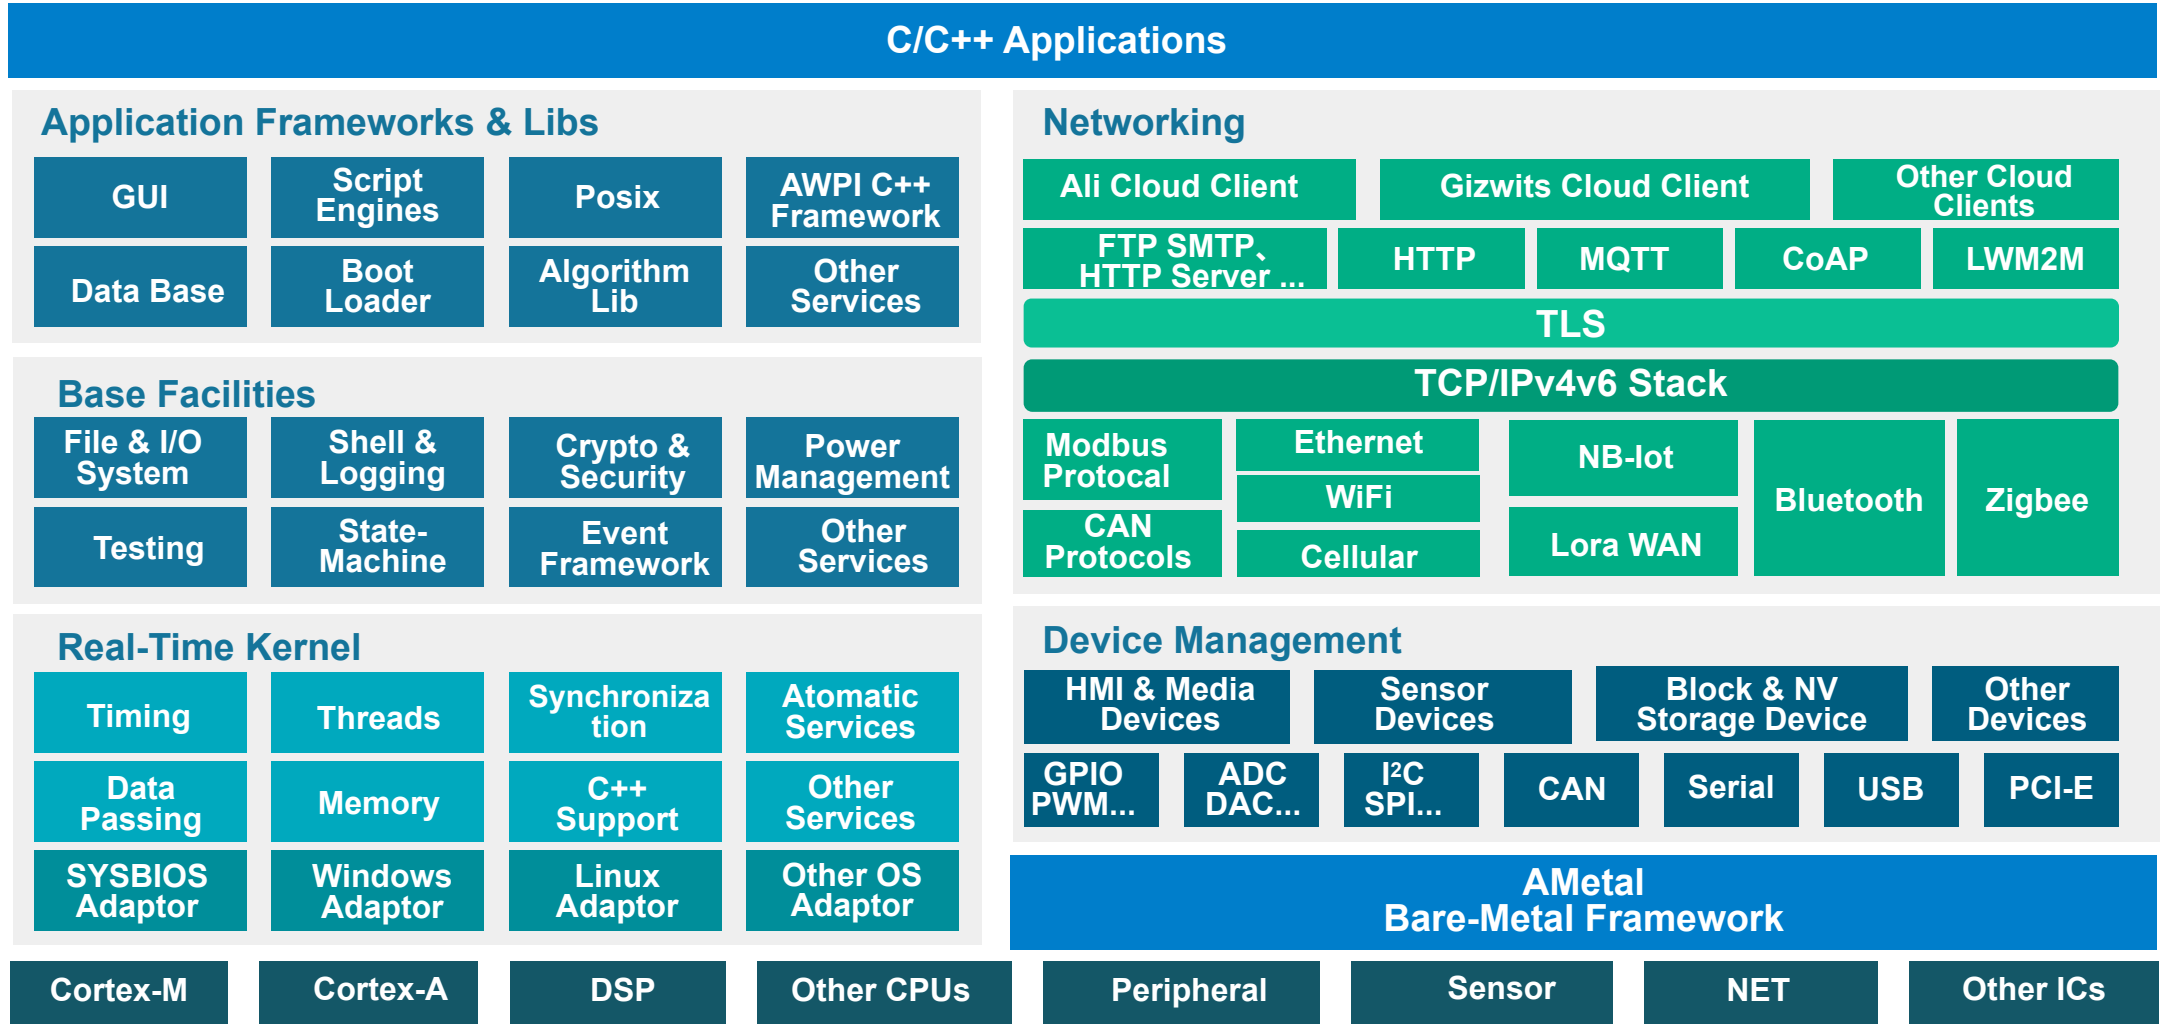 C/C++ Applications
Application Frameworks & Libs
GUI
Script
Engines
Posix
AWPI C++
Framework
Data Base
Boot
Loader
Algorithm
Lib
Other
Services
Base Facilities
File & I/O
System
Shell &
Logging
Crypto &
Security
Power
Management
Testing
State-
Machine
Event
Framework
Other
Services
Real-Time Kernel
Timing
Threads
Synchroniza
tion
Atomatic
Services
Data
Passing
Memory
C++
Support
Other
Services
SYSBIOS
Adaptor
Windows
Adaptor
Linux
Adaptor
Other OS
Adaptor
Networking
Ali Cloud Client
Gizwits Cloud Client
Other Cloud
Clients
FTP SMTP、
HTTP Server ...
HTTP
MQTT
CoAP
LWM2M
TLS
TCP/IPv4v6 Stack
Modbus
Protocal
CAN
Protocols
Ethernet
WiFi
Cellular
NB-Iot
Lora WAN
Bluetooth
Zigbee
Device Management
HMI & Media
Devices
Sensor
Devices
Block & NV
Storage Device
Other
Devices
GPIO
PWM...
ADC
DAC...
I²C
SPI...
CAN
Serial
USB
PCI-E
AMetal
Bare-Metal Framework
Cortex-M
Cortex-A
DSP
Other CPUs
Peripheral
Sensor
NET
Other ICs